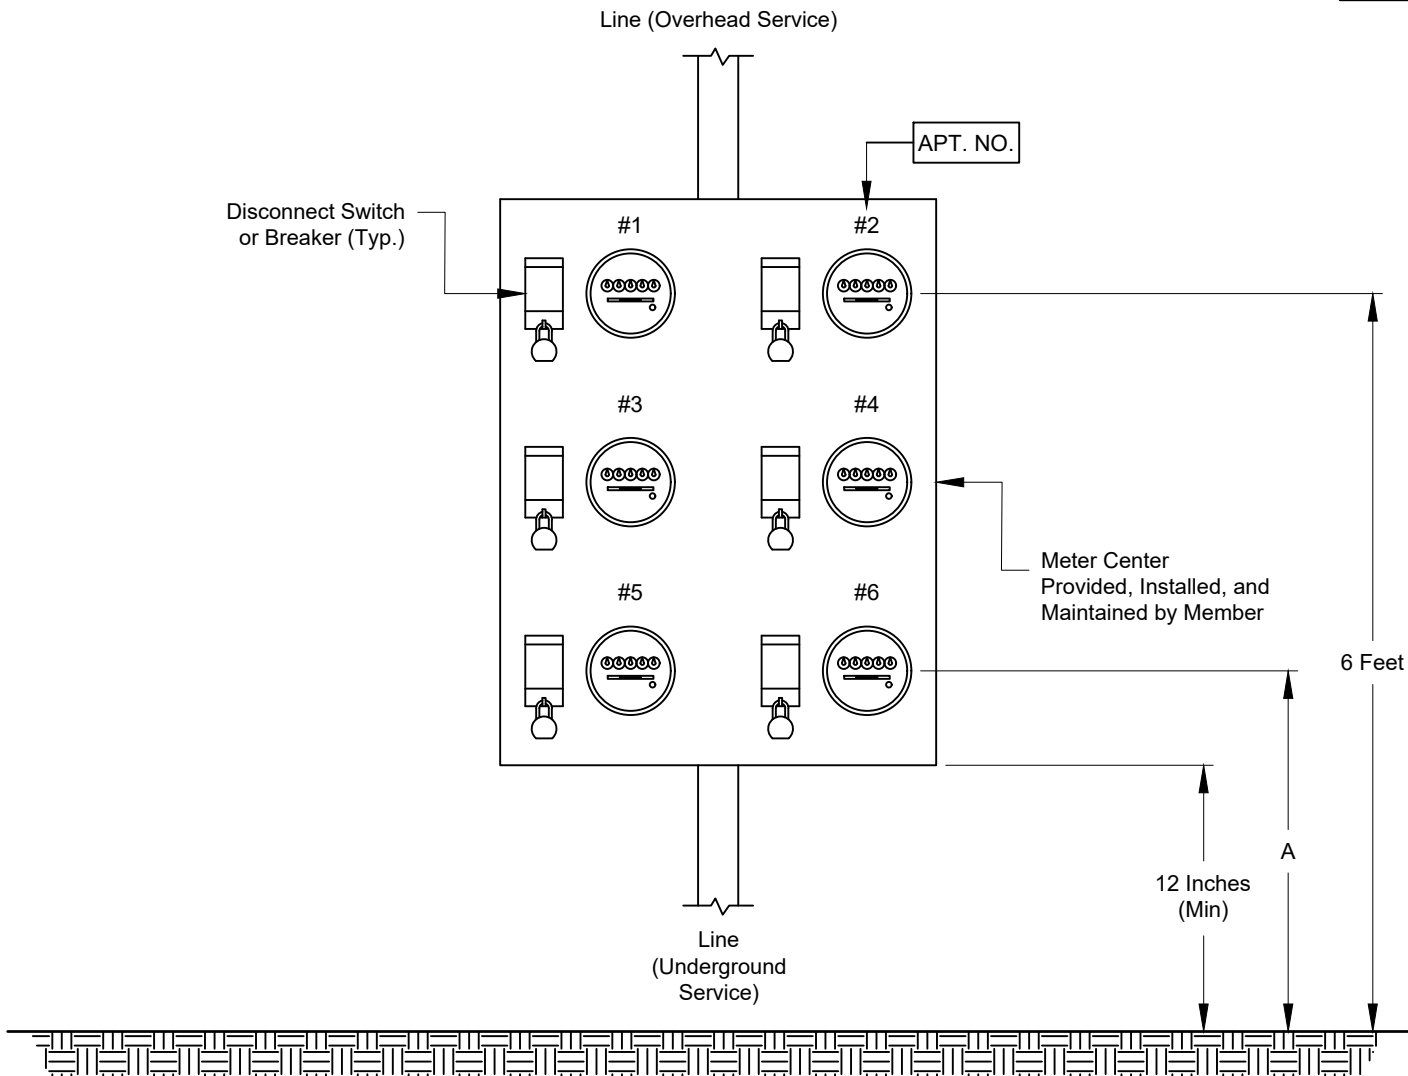 Line (Overhead Service)
APT. NO.
Disconnect Switch
or Breaker (Typ.)
#1
#2
#3
#4
Meter Center
Provided, Installed, and
Maintained by Member
#5
#6
6 Feet
A
12 Inches
(Min)
Line
(Underground
Service)